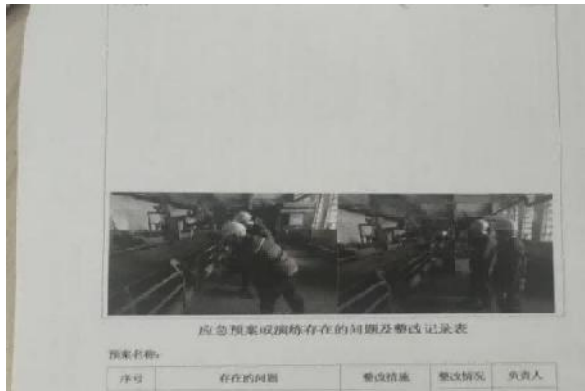 应急预案或演练存在的问题及整改记录表
预案名称:
序号 存在的问题 整改措施 整改情况 负责人